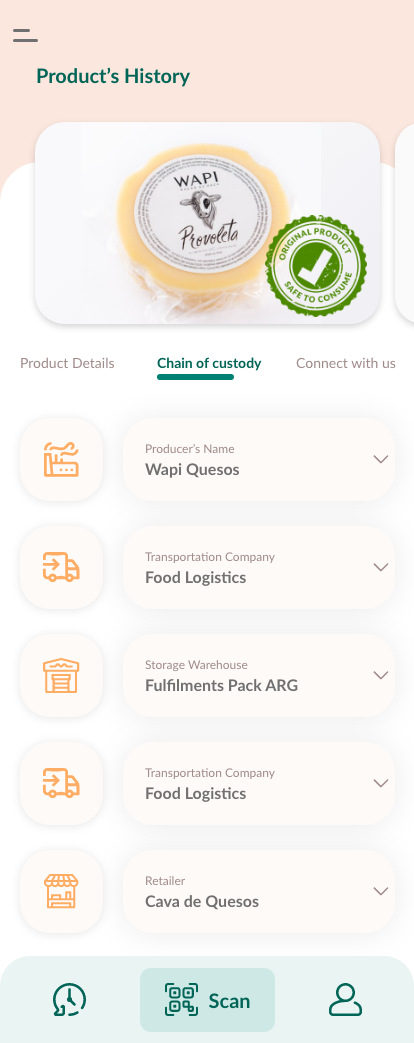 Product's History
WAPI
Provoleta
ORIGINAL PRODUCT
SAFE TO CONSUME
Product Details
Chain of custody
Connect with us
Producer's Name
Wapi Quesos
Transportation Company
Food Logistics
Storage Warehouse
Fulfilments Pack ARG
Transportation Company
Food Logistics
Retailer
Cava de Quesos
Scan